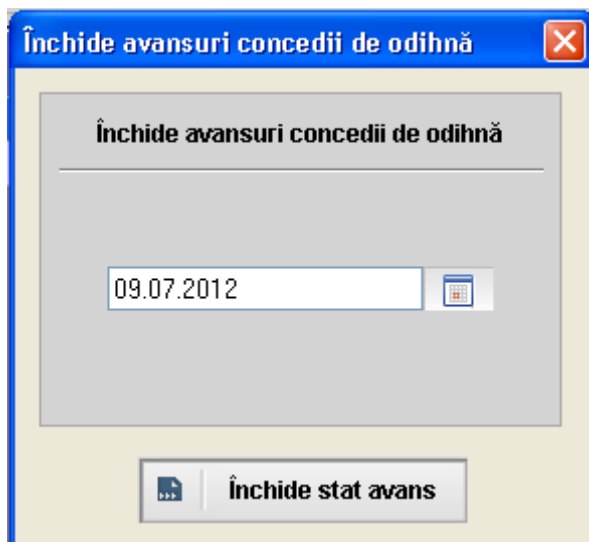 Închide avansuri concedii de odihnă
Închide avansuri concedii de odihnă
09.07.2012
Închide stat avans